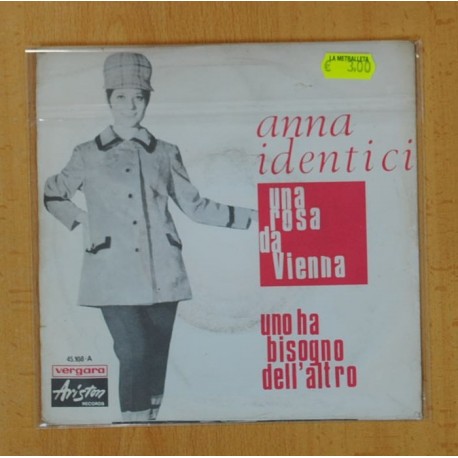 LA METRALLETA
€ 3.00
anna
identici
una
rosa
da
Vienna
uno ha
bisogno
dell'altro
45.168-A
vergara
Ariston
RECORDS